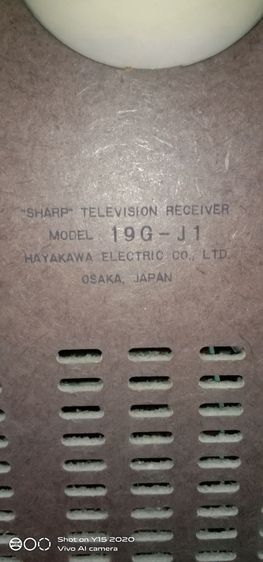 "SHARP" TELEVISION RECEIVER
MODEL 19G-J1
HAYAKAWA ELECTRIC CO., LTD.
OSAKA, JAPAN
Shot on Y15 2020
Vivo AI camera